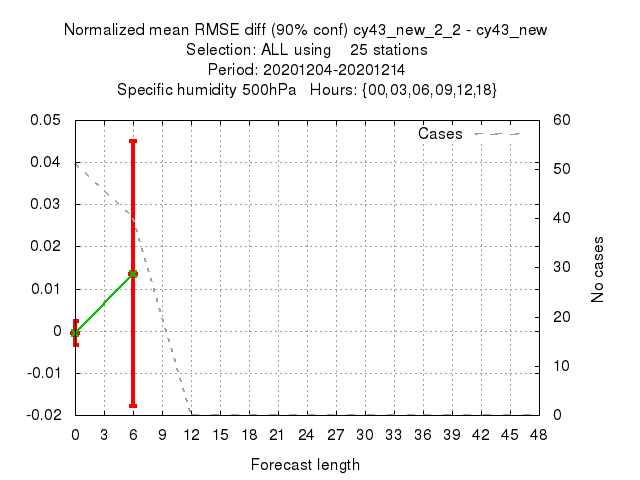 Normalized mean RMSE diff (90% conf) cy43_new_2_2 - cy43_new
Selection: ALL using    25 stations
Period: 20201204-20201214
Specific humidity 500hPa   Hours: {00,03,06,09,12,18}
0.05
0.04
0.03
0.02
0.01
0
-0.01
-0.02
Cases
60
50
40
30
20
10
0
No cases
0 3 6 9 12 15 18 21 24 27 30 33 36 39 42 45 48
Forecast length